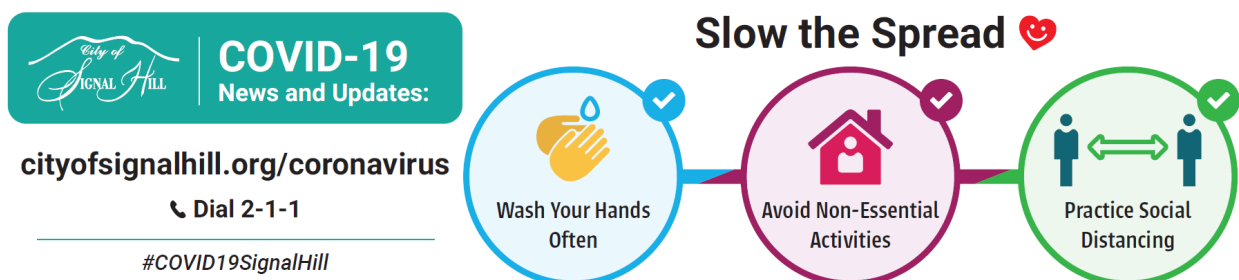 City of
Signal Hill
COVID-19
News and Updates:
cityofsignalhill.org/coronavirus
Dial 2-1-1
#COVID19SignalHill
Slow the Spread
Wash Your Hands
Often
Avoid Non-Essential
Activities
Practice Social
Distancing